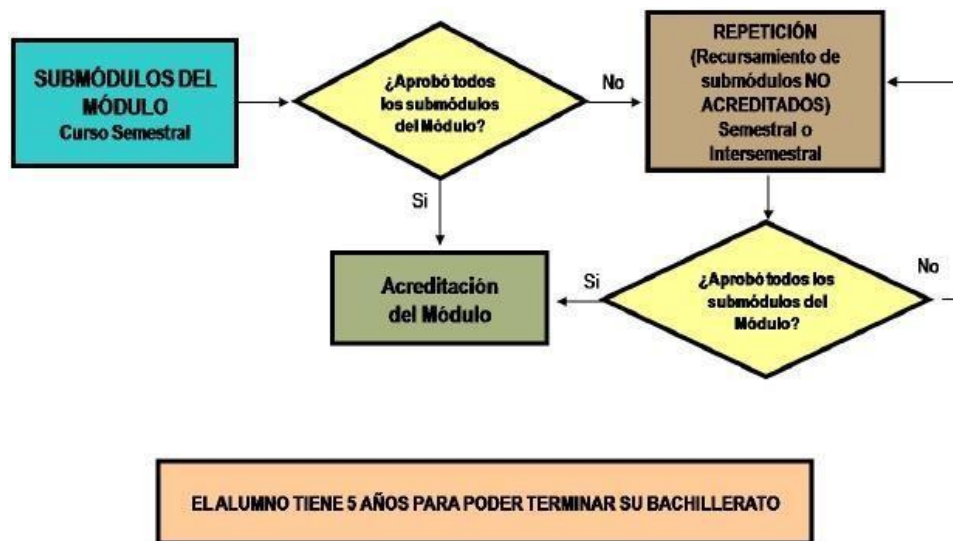 SUBMÓDULOS DEL
MÓDULO
Curso Semestral
¿Aprobó todos
los submódulos
del Módulo?
No
REPETICIÓN
(Recursamiento de
submódulos NO
ACREDITADOS)
Semestral o
Intersemestral
Si
Acreditación
del Módulo
Si
¿Aprobó todos los
submódulos del
Módulo?
No
EL ALUMNO TIENE 5 AÑOS PARA PODER TERMINAR SU BACHILLERATO